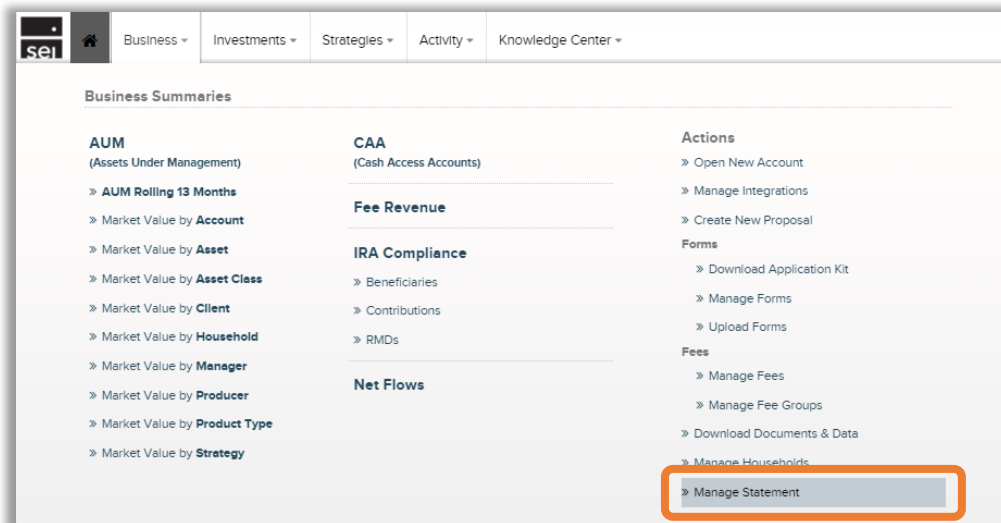 sei
Business
Investments
Strategies
Activity
Knowledge Center
Business Summaries
AUM
(Assets Under Management)
» AUM Rolling 13 Months
» Market Value by Account
» Market Value by Asset
» Market Value by Asset Class
» Market Value by Client
» Market Value by Household
» Market Value by Manager
» Market Value by Producer
» Market Value by Product Type
» Market Value by Strategy
CAA
(Cash Access Accounts)
Fee Revenue
IRA Compliance
» Beneficiaries
» Contributions
» RMDs
Net Flows
Actions
» Open New Account
» Manage Integrations
» Create New Proposal
Forms
» Download Application Kit
» Manage Forms
» Upload Forms
Fees
» Manage Fees
» Manage Fee Groups
» Download Documents & Data
» Manage Households
» Manage Statement